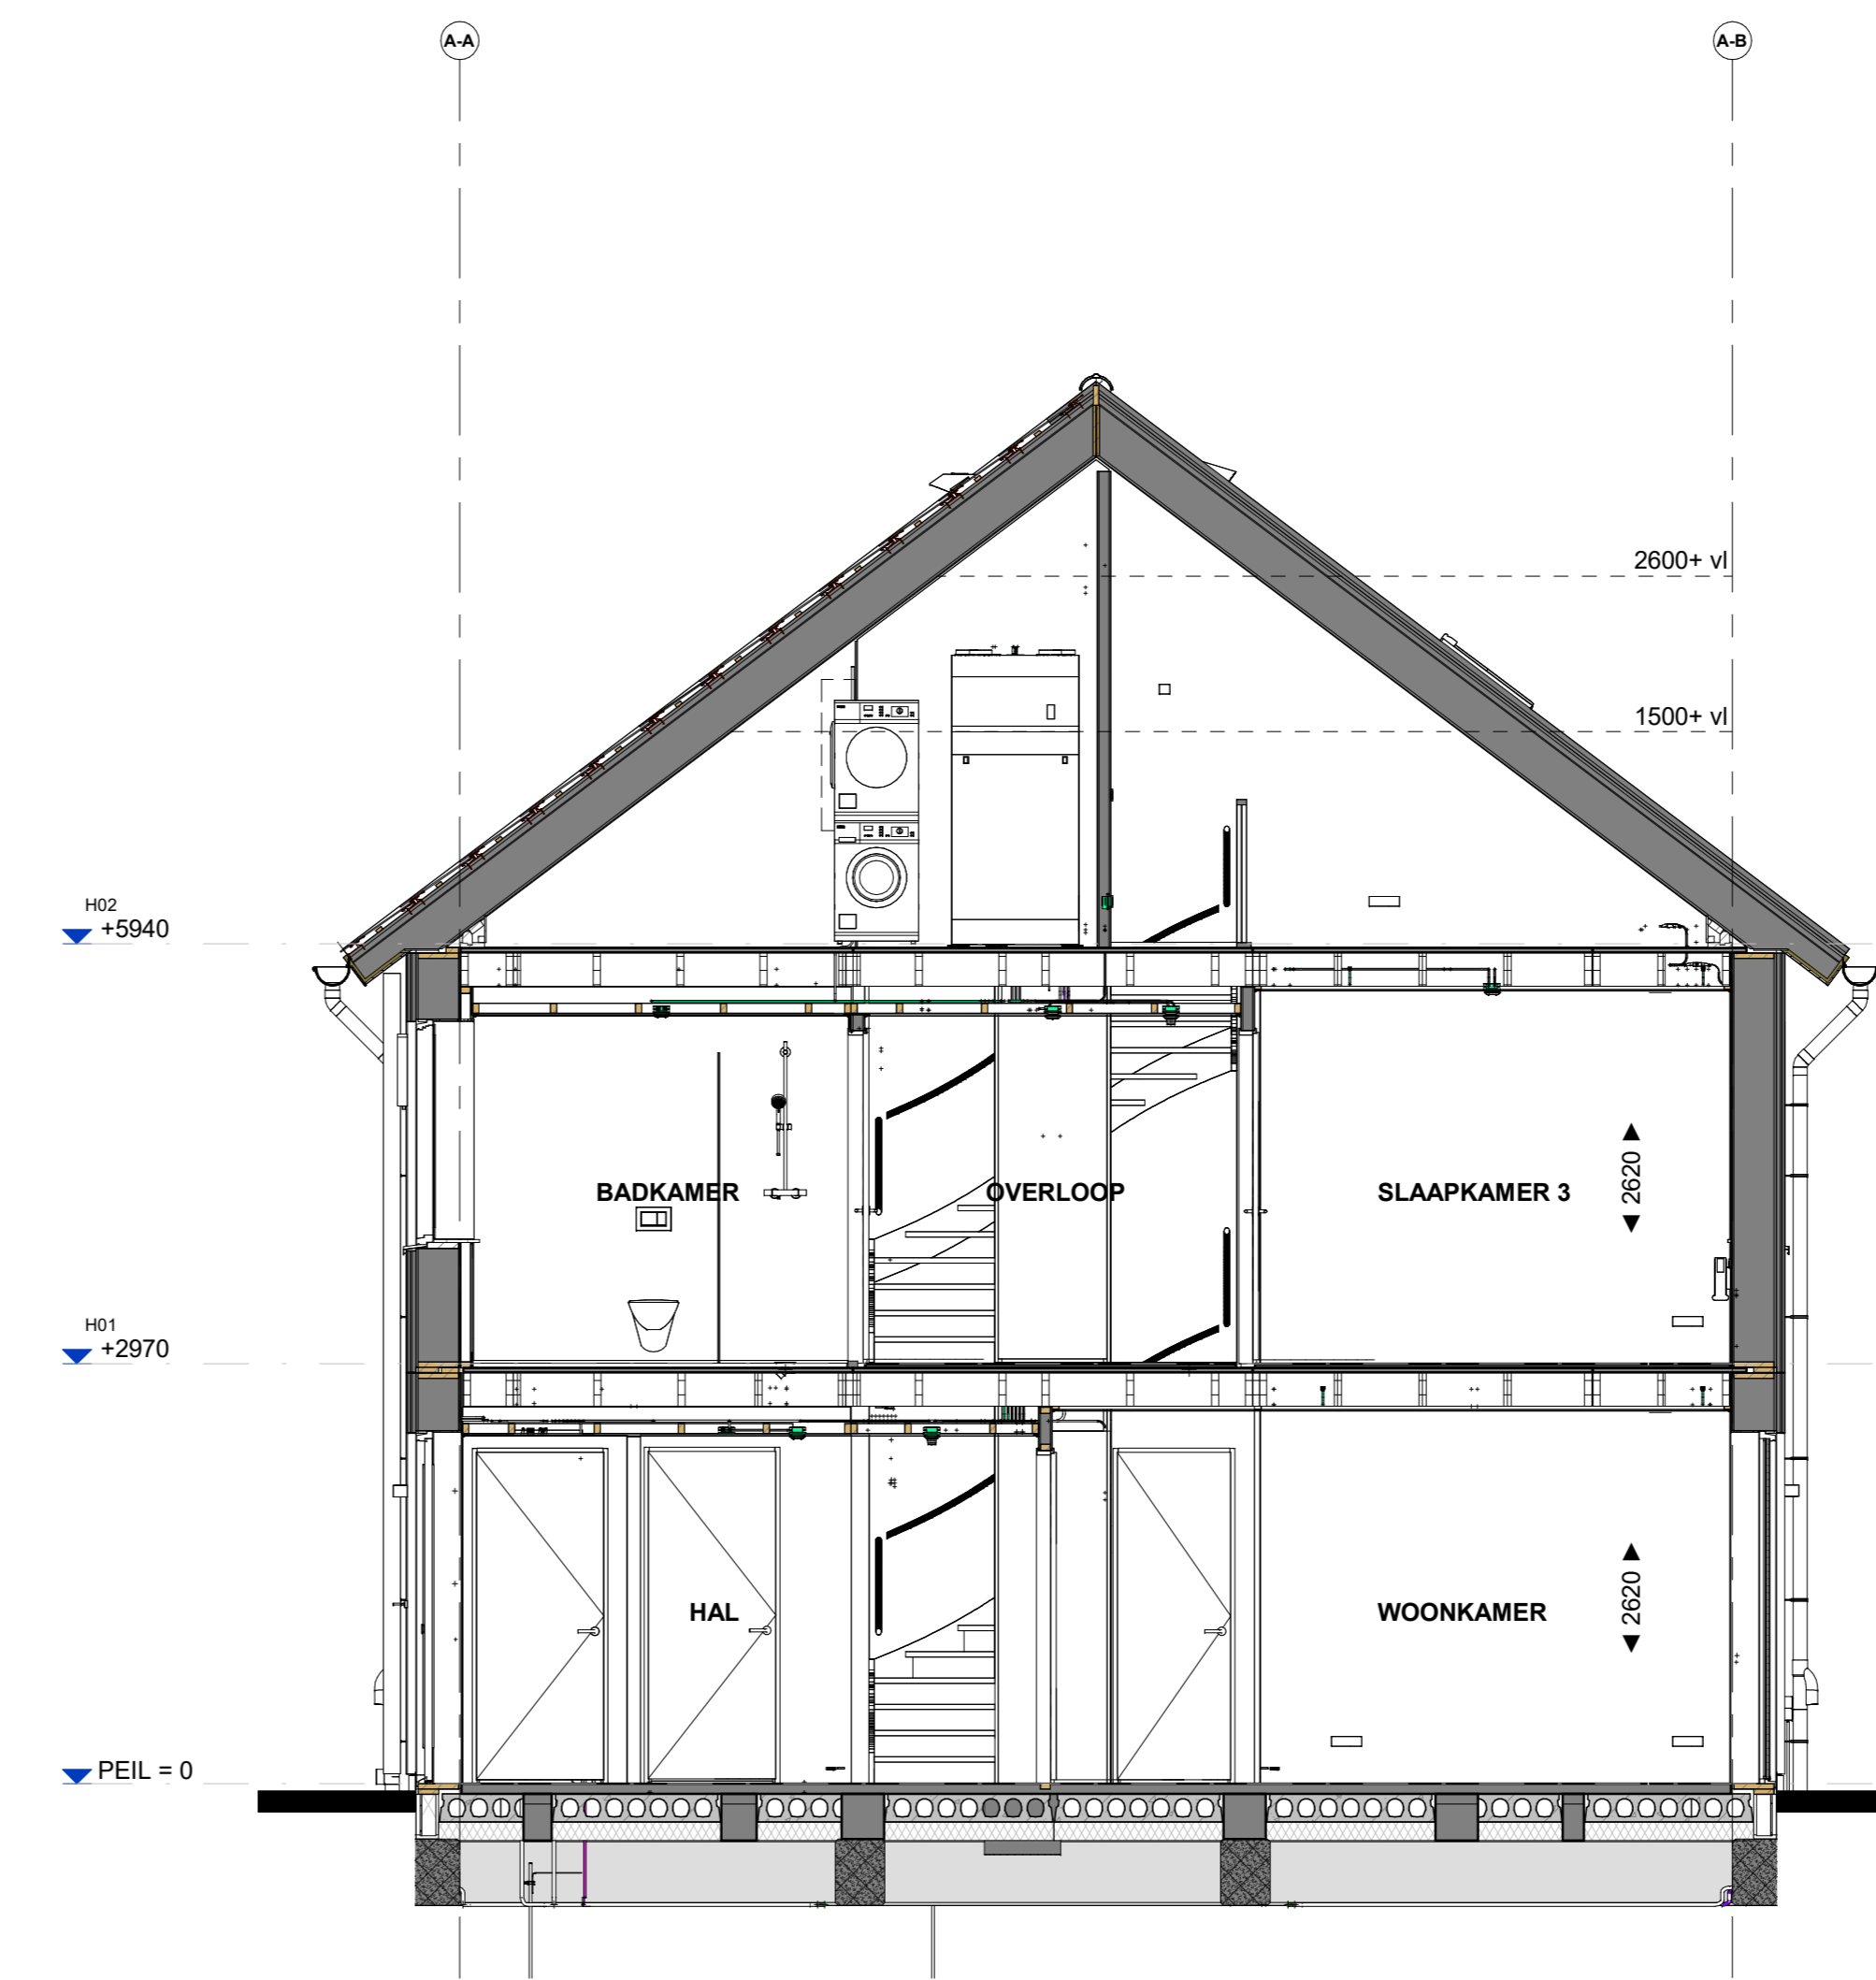 A-A
A-B
2600+ vl
1500+ vl
H02
+5940
BADKAMER
OVERLOOP
SLAAPKAMER 3
2620
H01
+2970
HAL
WOONKAMER
2620
PEIL = 0